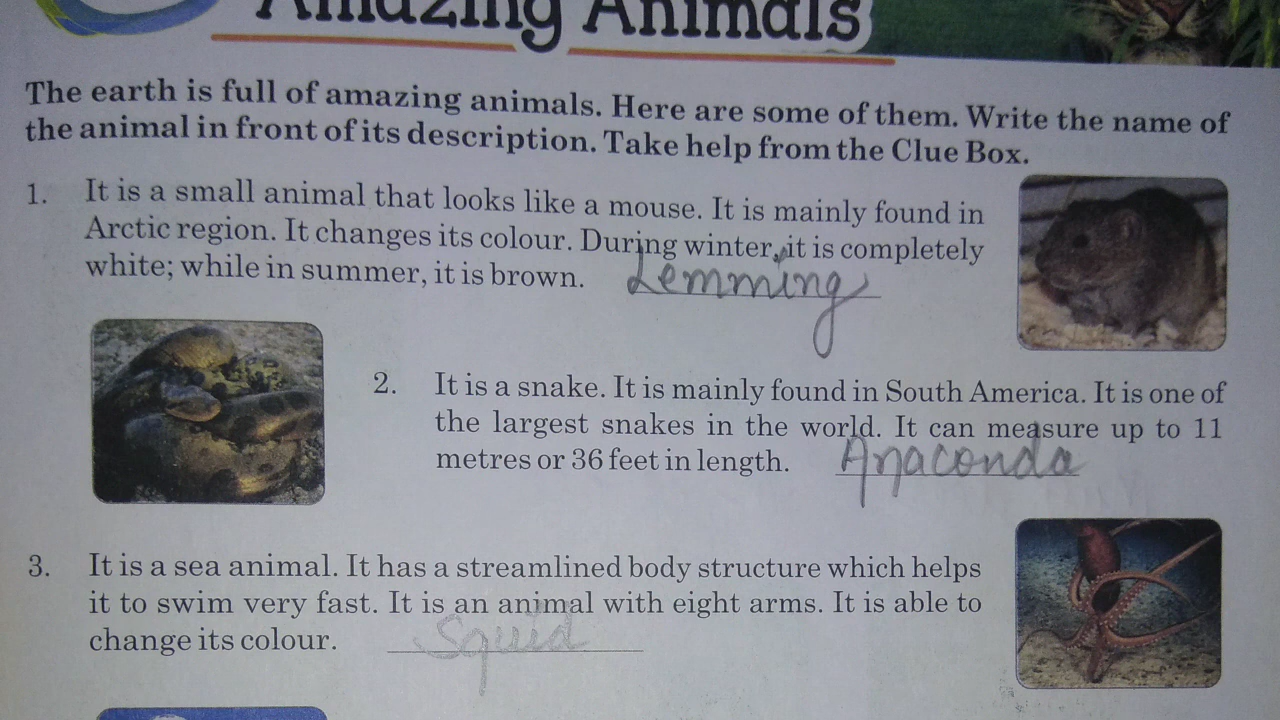 Amazing Animals
The earth is full of amazing animals. Here are some of them. Write the name of
the animal in front of its description. Take help from the Clue Box.
1. It is a small animal that looks like a mouse. It is mainly found in
Arctic region. It changes its colour. During winter, it is completely
white; while in summer, it is brown. Lemming
2. It is a snake. It is mainly found in South America. It is one of
the largest snakes in the world. It can measure up to 11
metres or 36 feet in length. Anaconda
3. It is a sea animal. It has a streamlined body structure which helps
it to swim very fast. It is an animal with eight arms. It is able to
change its colour. Squid